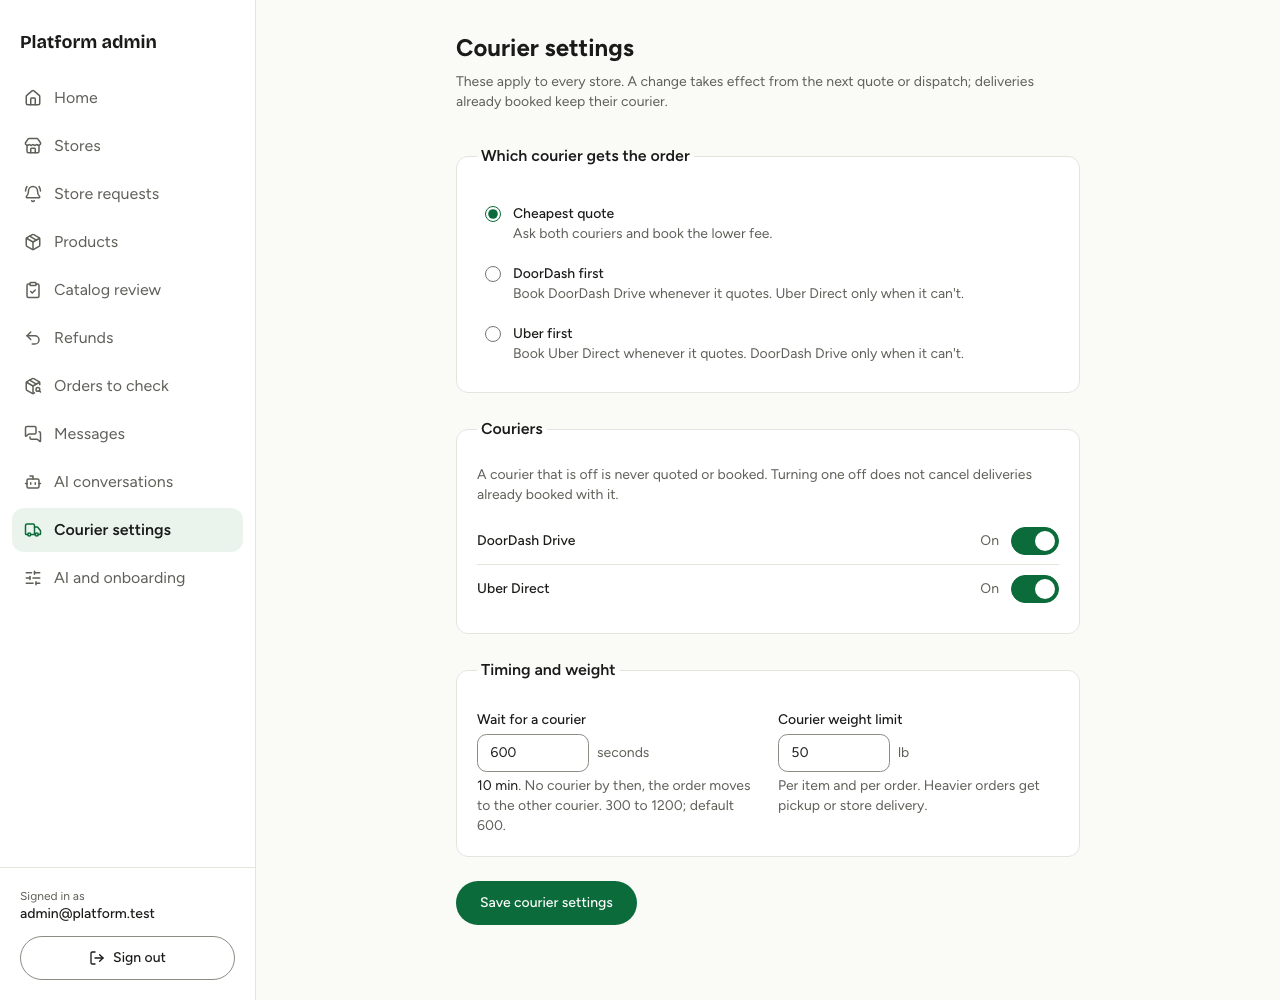 Platform admin
Home
Stores
Store requests
Products
Catalog review
Refunds
Orders to check
Messages
AI conversations
Courier settings
AI and onboarding
Signed in as
admin@platform.test
Sign out
Courier settings
These apply to every store. A change takes effect from the next quote or dispatch; deliveries
already booked keep their courier.
Which courier gets the order
Cheapest quote
Ask both couriers and book the lower fee.
DoorDash first
Book DoorDash Drive whenever it quotes. Uber Direct only when it can't.
Uber first
Book Uber Direct whenever it quotes. DoorDash Drive only when it can't.
Couriers
A courier that is off is never quoted or booked. Turning one off does not cancel deliveries
already booked with it.
DoorDash Drive On
Uber Direct On
Timing and weight
Wait for a courier
600 seconds
10 min. No courier by then, the order moves
to the other courier. 300 to 1200; default
600.
Courier weight limit
50 lb
Per item and per order. Heavier orders get
pickup or store delivery.
Save courier settings